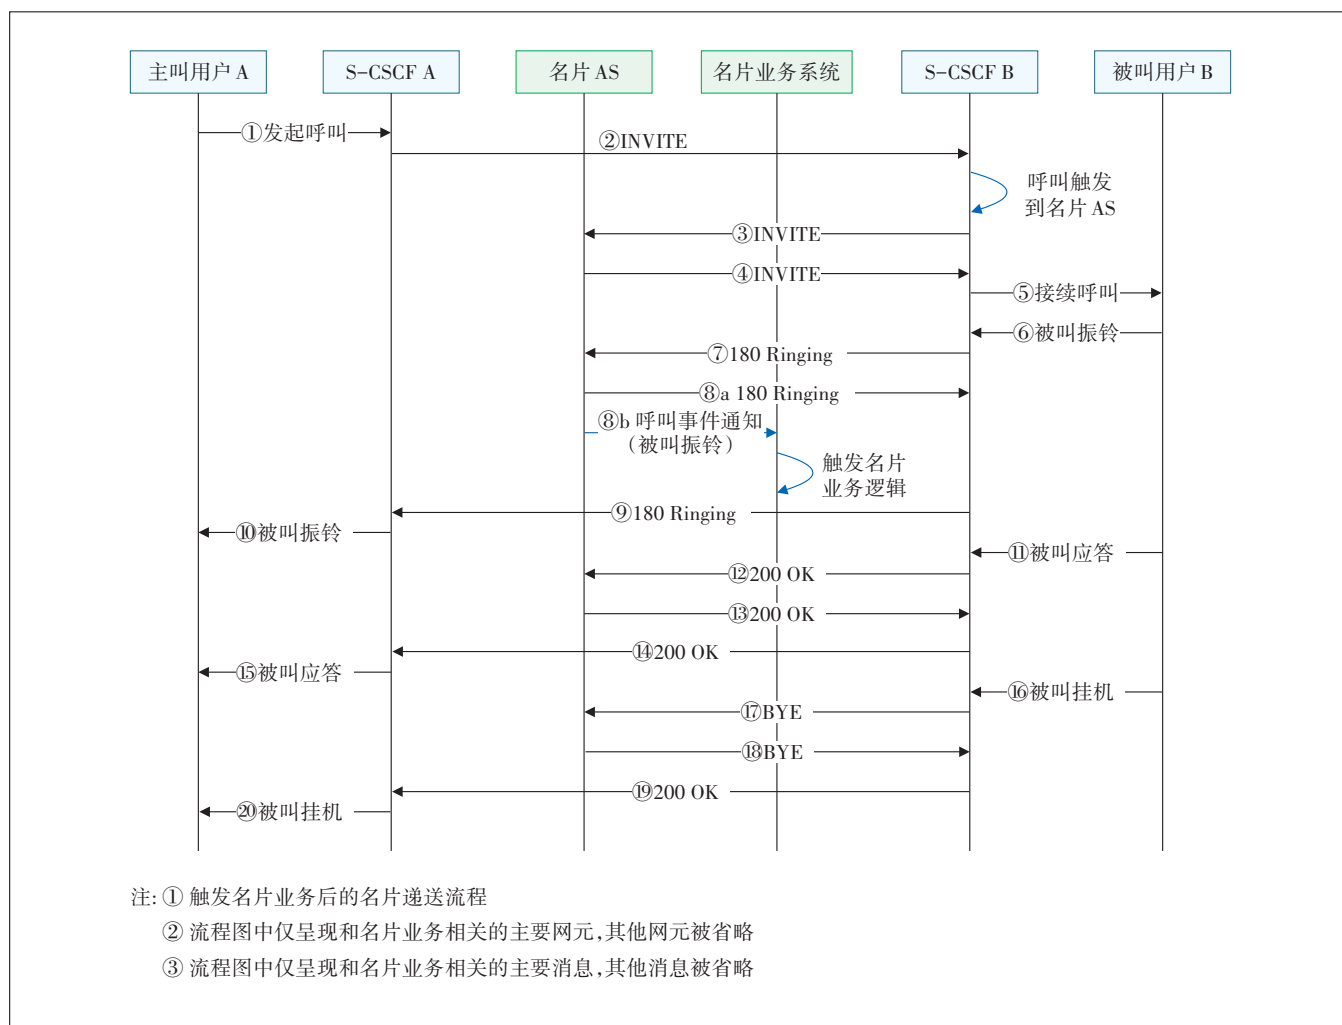 主叫用户 A
S-CSCF A
名片 AS
名片业务系统
S-CSCF B
被叫用户 B
①发起呼叫
②INVITE
呼叫触发
到名片 AS
③INVITE
④INVITE
⑤接续呼叫
⑥被叫振铃
⑦180 Ringing
⑧a 180 Ringing
⑧b 呼叫事件通知
（被叫振铃）
触发名片
业务逻辑
⑨180 Ringing
⑩被叫振铃
⑪被叫应答
⑫200 OK
⑬200 OK
⑭200 OK
⑮被叫应答
⑯被叫挂机
⑰BYE
⑱BYE
⑲200 OK
⑳被叫挂机
注: ① 触发名片业务后的名片递送流程
② 流程图中仅呈现和名片业务相关的主要网元,其他网元被省略
③ 流程图中仅呈现和名片业务相关的主要消息,其他消息被省略